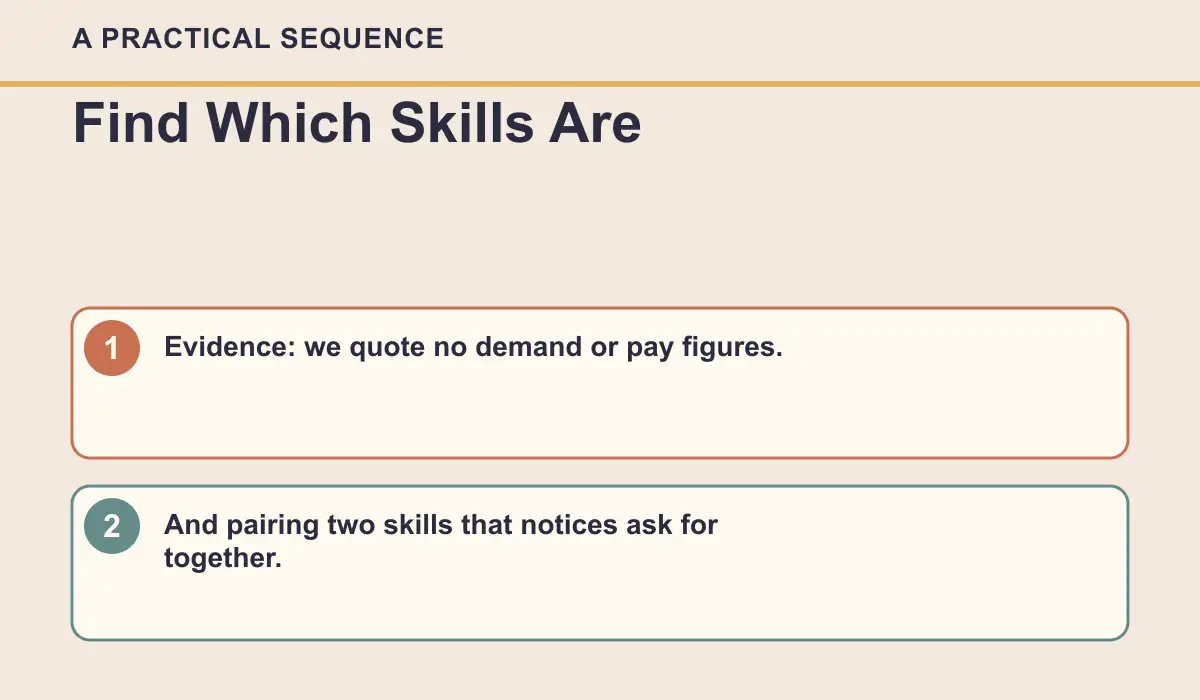 A PRACTICAL SEQUENCE
Find Which Skills Are
1
Evidence: we quote no demand or pay figures.
2
And pairing two skills that notices ask for
together.